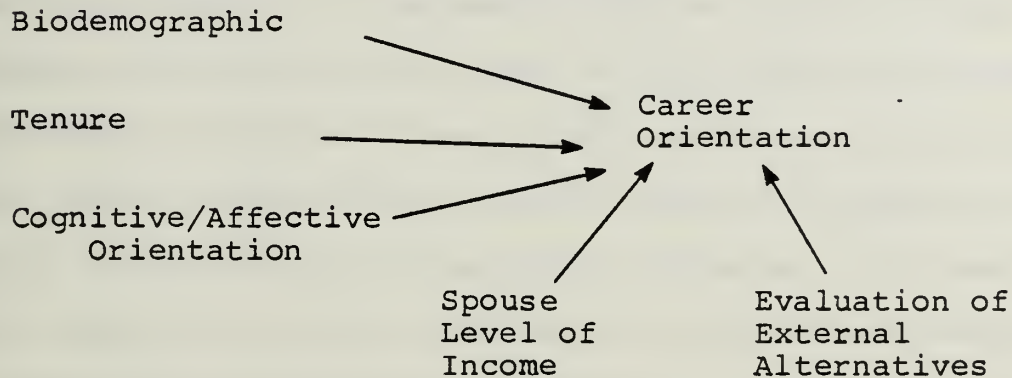 Biodemographic
Tenure
Cognitive/Affective
Orientation
Career
Orientation
Spouse
Level of
Income
Evaluation of
External
Alternatives